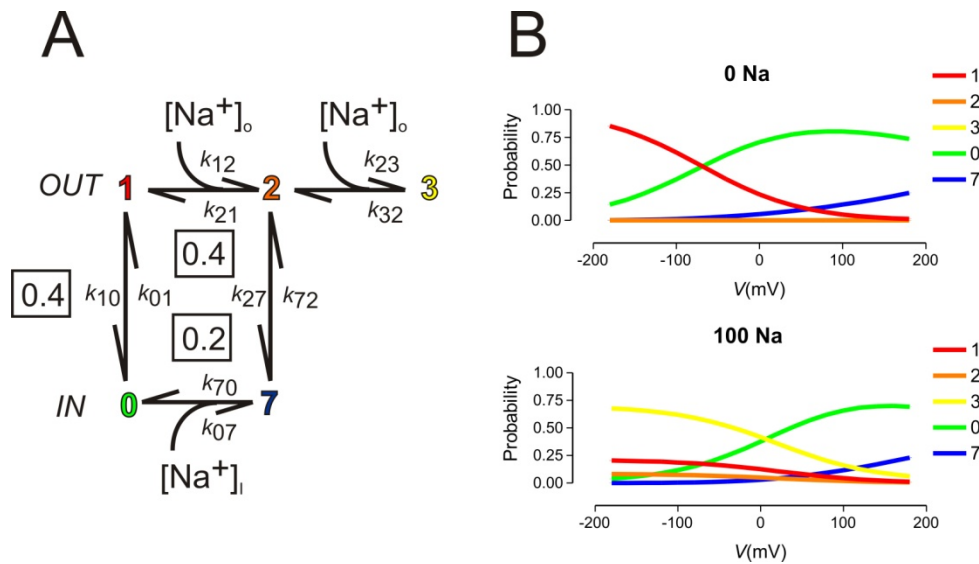 A
[Na+]o [Na+]o
k12 k23
OUT 1 2 3
k21 k32
0.4
0.4 k10 k01 k27 k72
0.2
k70
IN 0 7
k07
[Na+]I
B
0 Na
Probability
1.00
0.75
0.50
0.25
0.00
-200 -100 0 100 200
V(mV)
1
2
3
0
7
100 Na
Probability
1.00
0.75
0.50
0.25
0.00
-200 -100 0 100 200
V(mV)
1
2
3
0
7